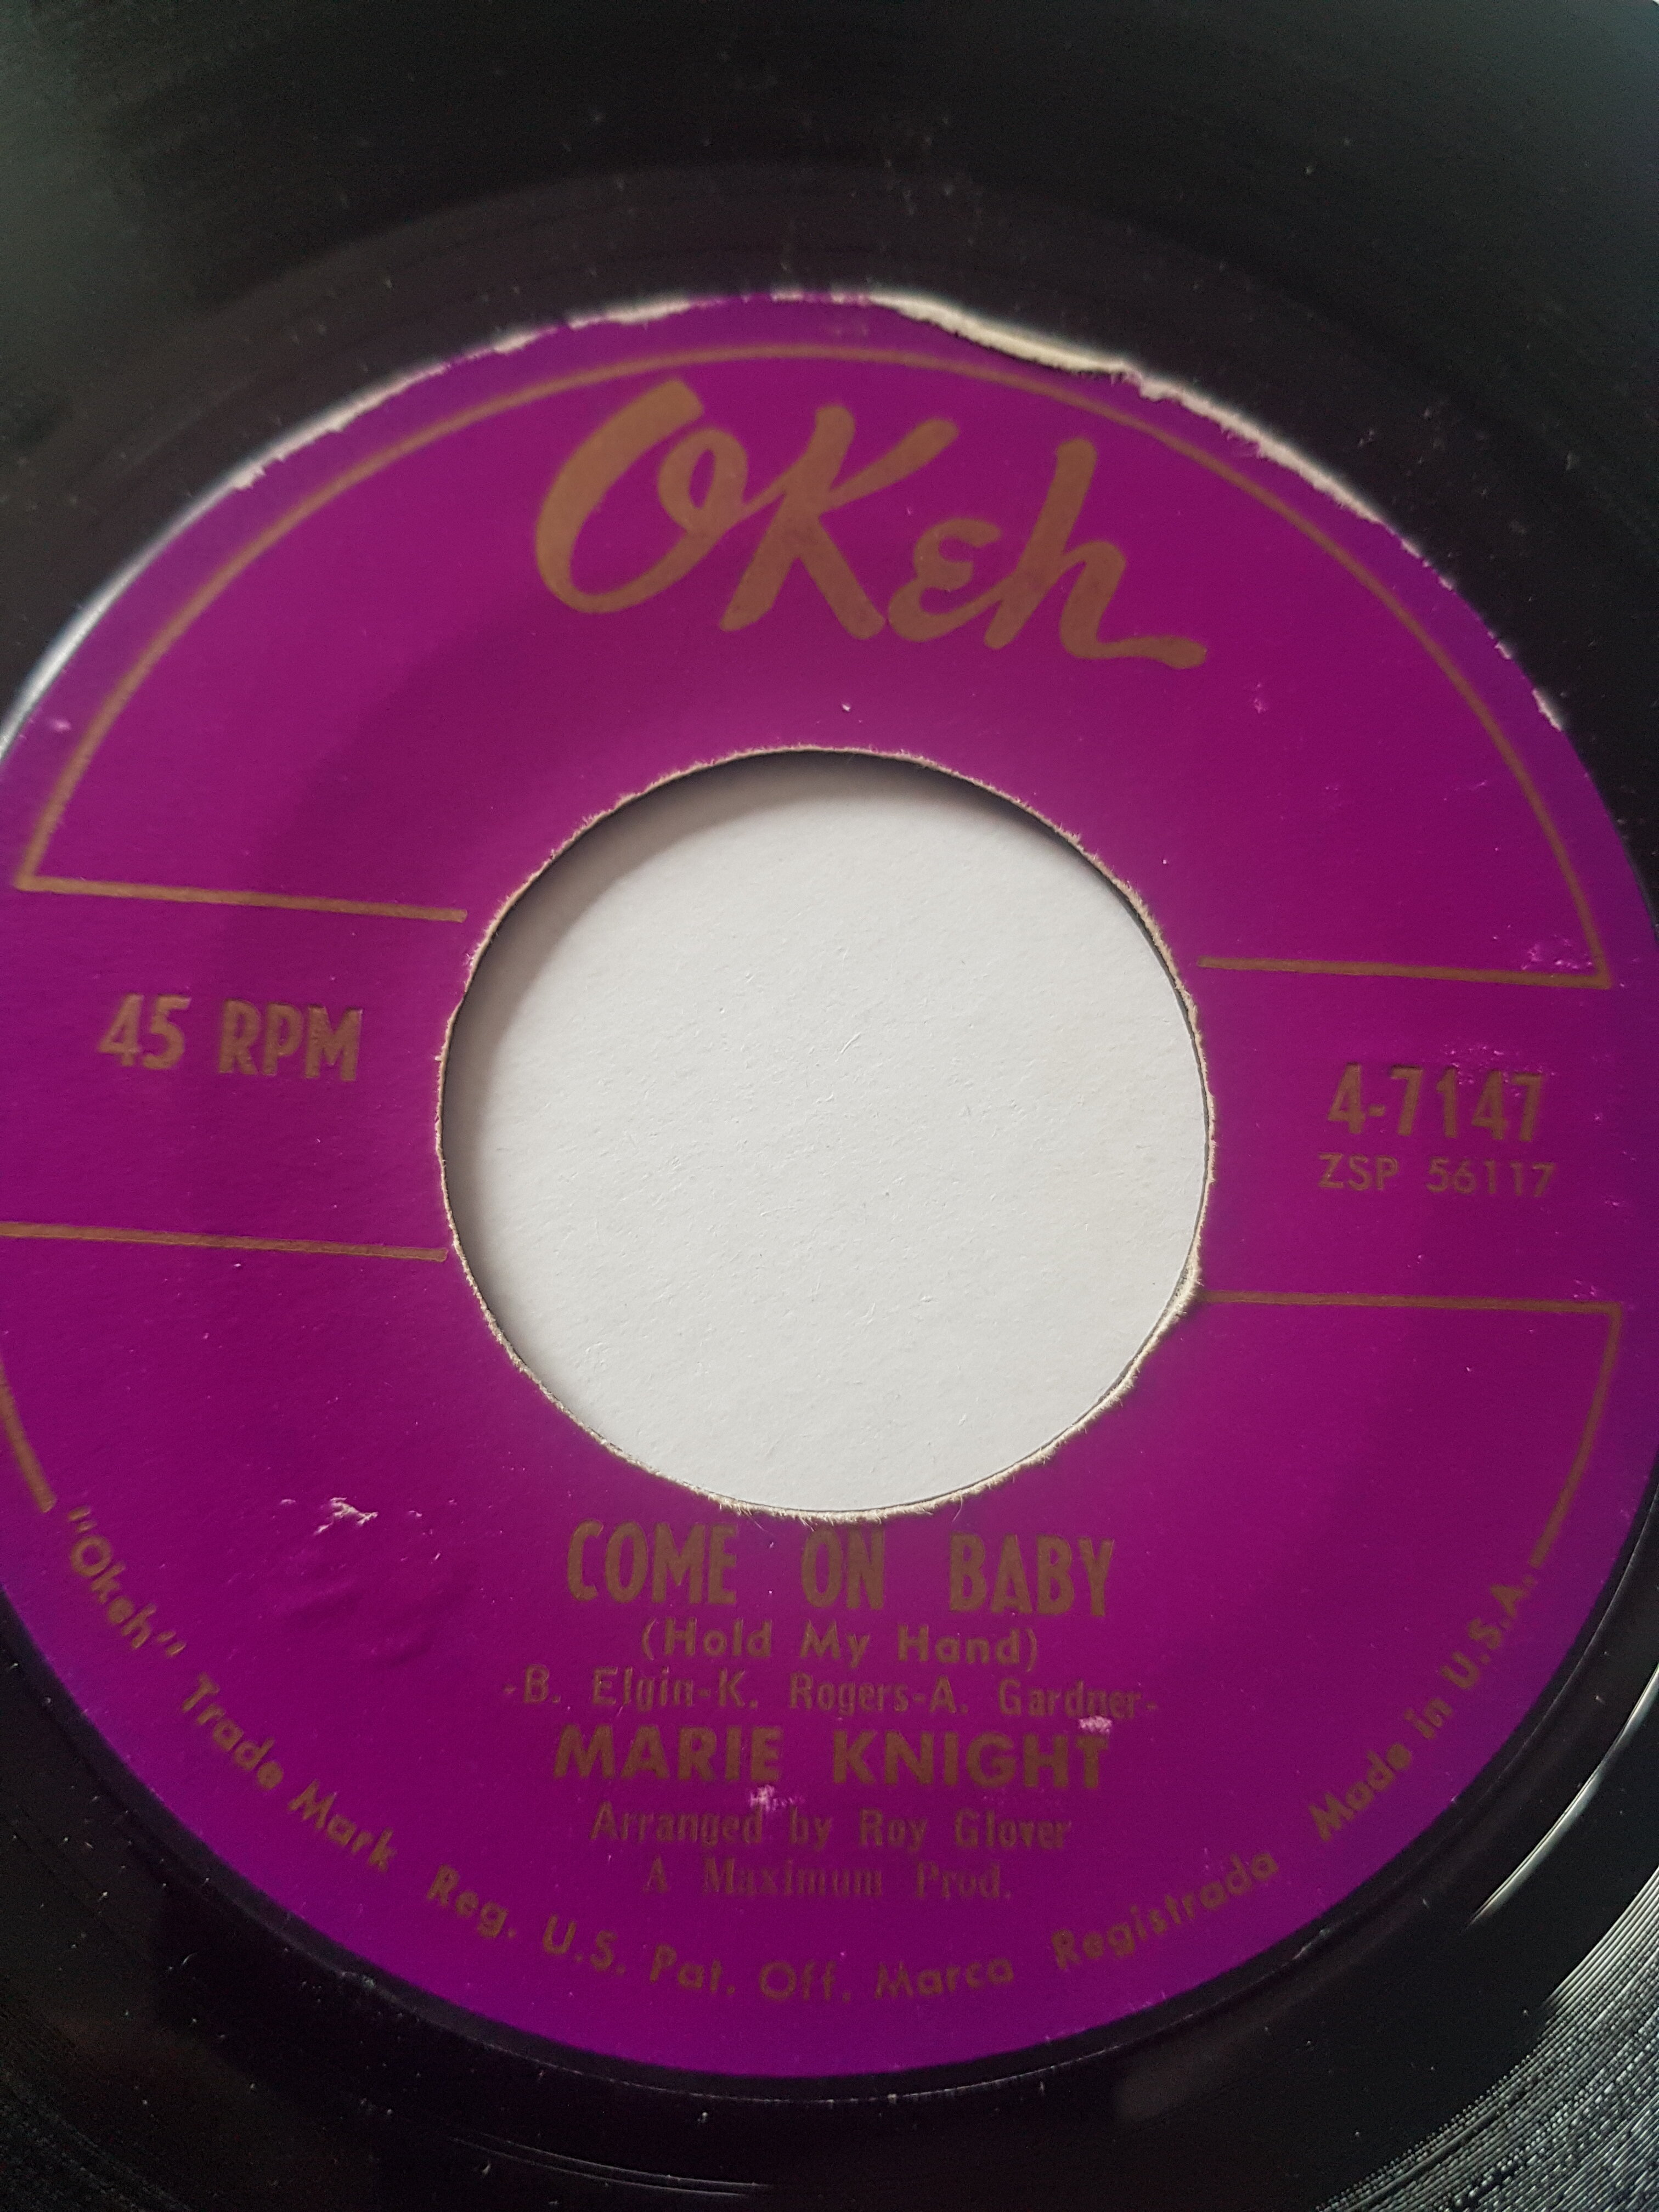 OKeh
45 RPM
4-7147
ZSP 56117
COME ON BABY
(Hold My Hand)
-B. Elgin-K. Rogers-A. Gardner-
MARIE KNIGHT
Arranged by Roy Glover
A Maximum Prod.
"Okeh" Trade Mark Reg. U.S. Pat. Off. Marca Registrada Made in U.S.A.